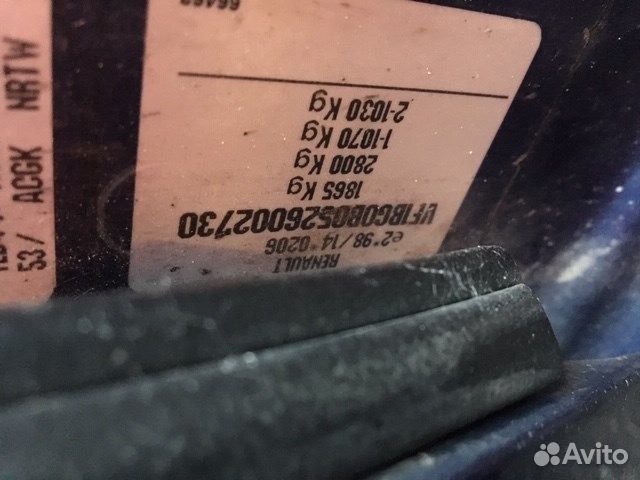 RENAULT
e2*98/14*0206
VF1BG0B0526002730
1865 Kg
2800 Kg
1-1070 Kg
2-1030 Kg
53/ ACGK NRTW
Avito